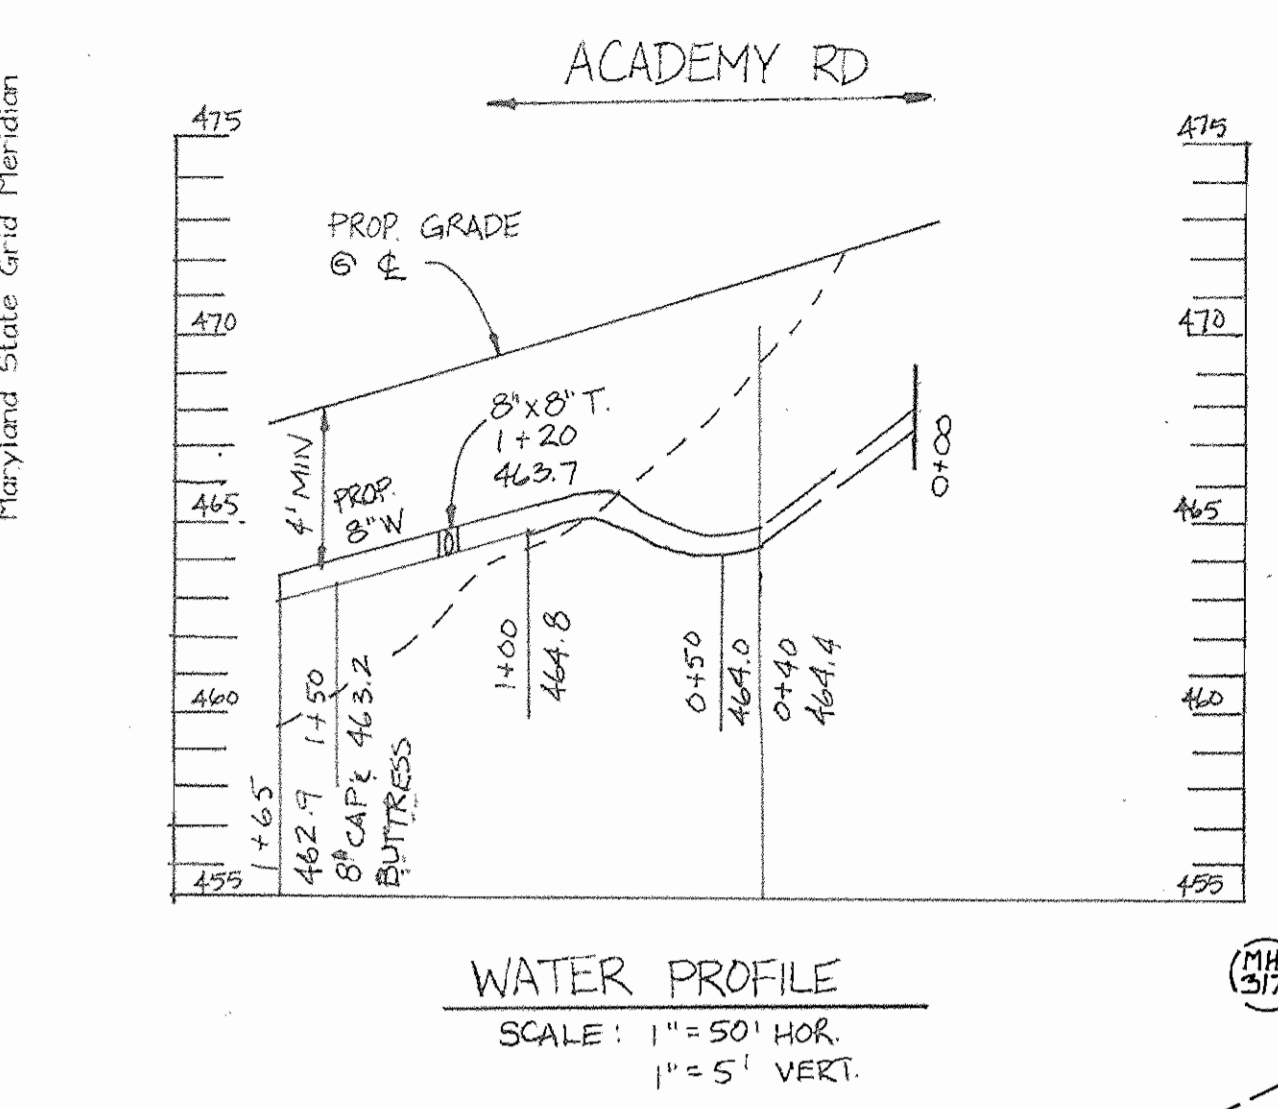 Maryland State Grid Meridian
ACADEMY RD
475
475
PROP. GRADE
@ ℄
470
470
8"x8" T.
1+20
463.7
4' MIN
PROP.
8"W
465
465
0+00
1+00
464.8
0+50
464.0
0+40
464.4
460
460
1+65
462.9
1+50
463.2
8" CAP &
BUTTRESS
455
455
WATER PROFILE
SCALE: 1" = 50' HOR.
1" = 5' VERT.
MH